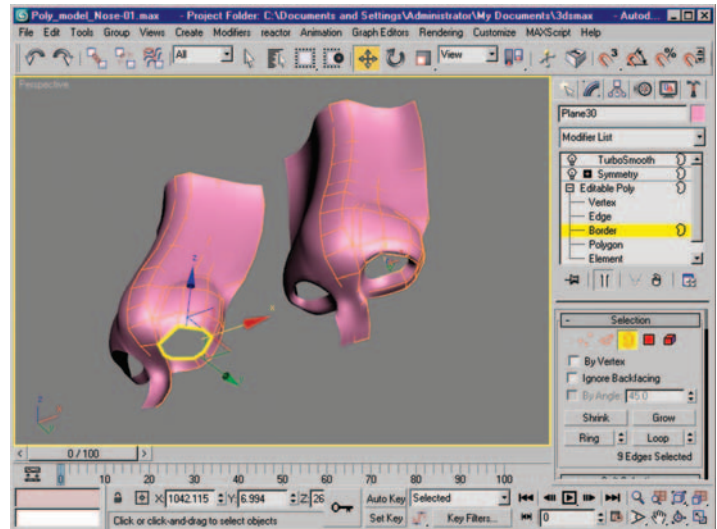 Poly_model_Nose-01.max - Project Folder: C:\Documents and Settings\Administrator\My Documents\3dsmax - Autod...
File Edit Tools Group Views Create Modifiers reactor Animation Graph Editors Rendering Customize MAXScript Help
All
View
Perspective
Plane30
Modifier List
TurboSmooth
Symmetry
Editable Poly
Vertex
Edge
Border
Polygon
Element
Selection
By Vertex
Ignore Backfacing
By Angle: 45.0
Shrink Grow
Ring Loop
9 Edges Selected
z
x
0 / 100
0 10 20 30 40 50 60 70 80 90 100
X: 1042.115 Y: 6.994 Z: 26
Auto Key Selected
Click or click-and-drag to select objects
Set Key Key Filters... 0